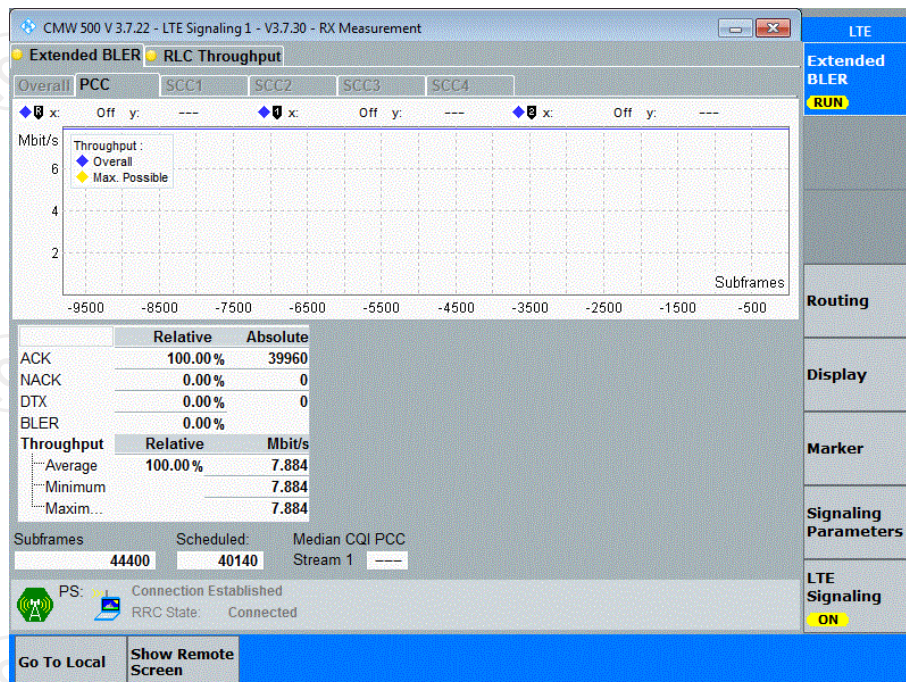 CMW 500 V 3.7.22 - LTE Signaling 1 - V3.7.30 - RX Measurement
Extended BLER RLC Throughput
Overall PCC SCC1 SCC2 SCC3 SCC4
R x: Off y: --- 1 x: Off y: --- 2 x: Off y: ---
Mbit/s
Throughput :
Overall
Max. Possible
6
4
2
Subframes
-9500 -8500 -7500 -6500 -5500 -4500 -3500 -2500 -1500 -500
Relative Absolute
ACK 100.00 % 39960
NACK 0.00 % 0
DTX 0.00 % 0
BLER 0.00 %
Throughput Relative Mbit/s
Average 100.00 % 7.884
Minimum 7.884
Maxim... 7.884
Subframes Scheduled: Median CQI PCC
44400 40140 Stream 1 ---
PS: Connection Established
RRC State: Connected
LTE
Extended
BLER
RUN
Routing
Display
Marker
Signaling
Parameters
LTE
Signaling
ON
Go To Local
Show Remote
Screen